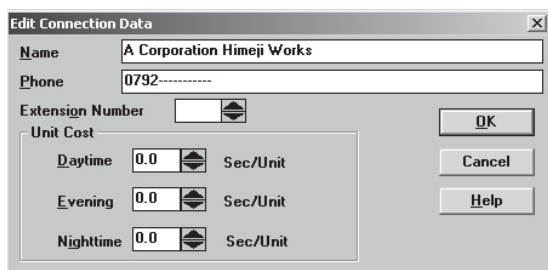 Edit Connection Data
Name A Corporation Himeji Works
Phone 0792-----------
Extension Number
OK
Unit Cost
Daytime 0.0 Sec/Unit
Cancel
Evening 0.0 Sec/Unit
Help
Nighttime 0.0 Sec/Unit